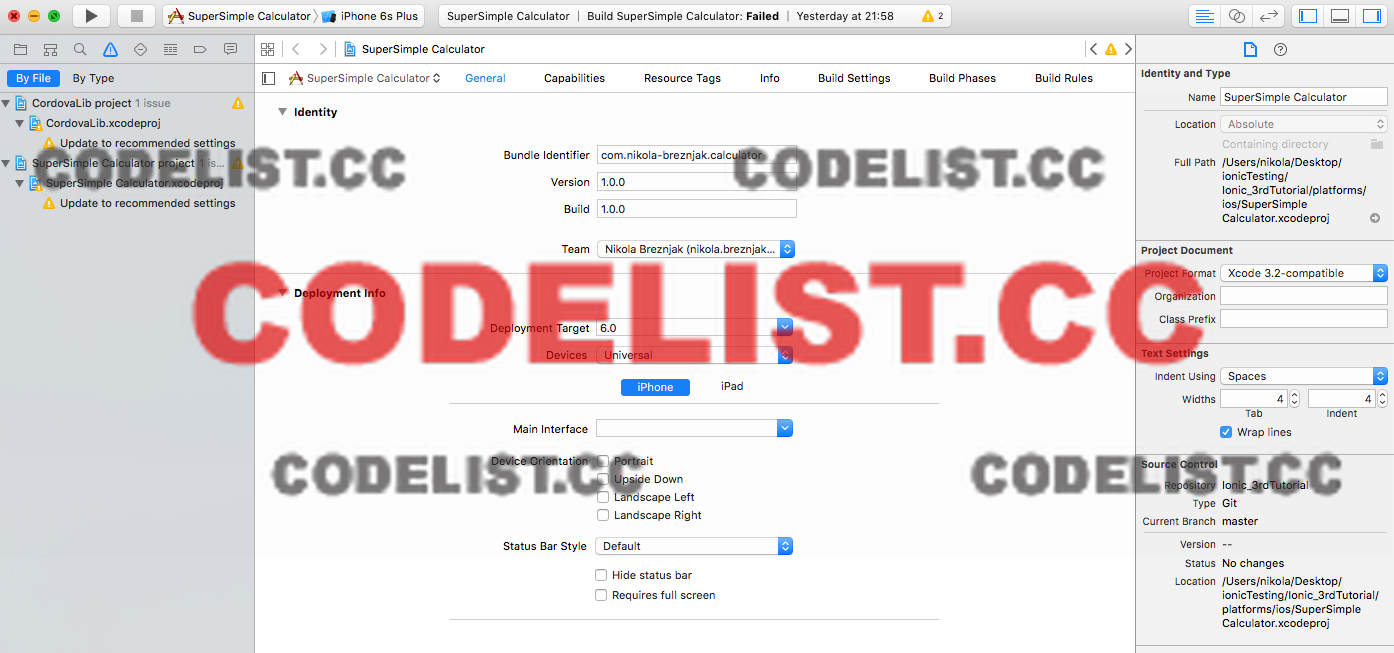 SuperSimple Calculator
iPhone 6s Plus
SuperSimple Calculator | Build SuperSimple Calculator: Failed | Yesterday at 21:58
2
SuperSimple Calculator
By File
By Type
SuperSimple Calculator
General
Capabilities
Resource Tags
Info
Build Settings
Build Phases
Build Rules
CordovaLib project 1 issue
CordovaLib.xcodeproj
Update to recommended settings
SuperSimple Calculator project 1 is...
SuperSimple Calculator.xcodeproj
Update to recommended settings
Identity
Bundle Identifier com.nikola-breznjak.calculator
Version 1.0.0
Build 1.0.0
Team Nikola Breznjak (nikola.breznjak...
Deployment Info
Deployment Target 6.0
Devices Universal
iPhone
iPad
Main Interface
Device Orientation Portrait
Upside Down
Landscape Left
Landscape Right
Status Bar Style Default
Hide status bar
Requires full screen
Identity and Type
Name SuperSimple Calculator
Location Absolute
Containing directory
Full Path /Users/nikola/Desktop/
ionicTesting/
Ionic_3rdTutorial/platforms/
ios/SuperSimple
Calculator.xcodeproj
Project Document
Project Format Xcode 3.2-compatible
Organization
Class Prefix
Text Settings
Indent Using Spaces
Widths 4 4
Tab Indent
Wrap lines
Source Control
Repository Ionic_3rdTutorial
Type Git
Current Branch master
Version --
Status No changes
Location /Users/nikola/Desktop/
ionicTesting/Ionic_3rdTutorial/
platforms/ios/SuperSimple
Calculator.xcodeproj
CODELIST.CC
CODELIST.CC
CODELIST.CC
CODELIST.CC
CODELIST.CC